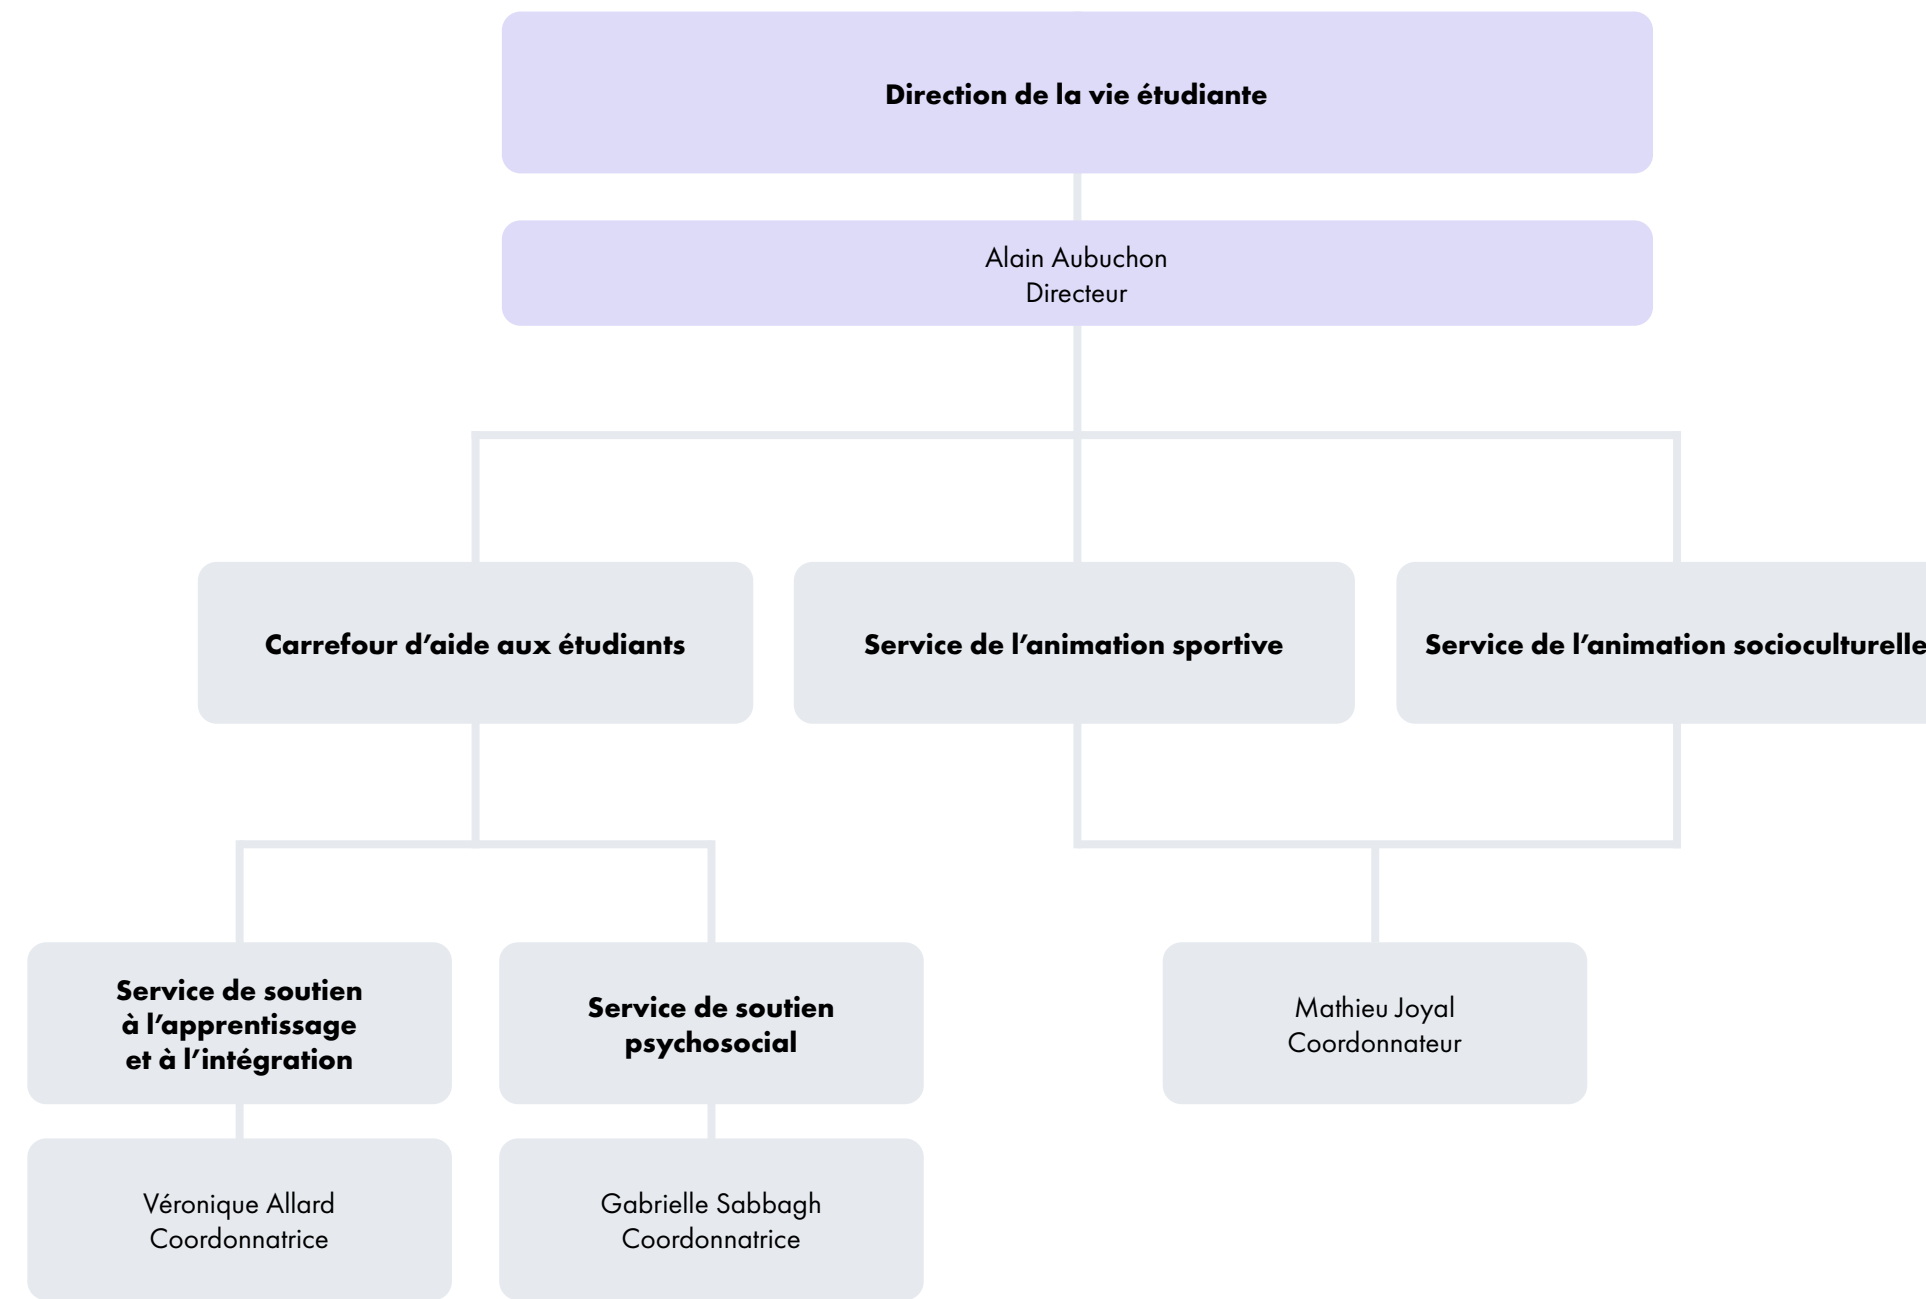 Direction de la vie étudiante
Alain Aubuchon
Directeur
Carrefour d’aide aux étudiants
Service de l’animation sportive
Service de l’animation socioculturelle
Service de soutien
à l’apprentissage
et à l’intégration
Service de soutien
psychosocial
Mathieu Joyal
Coordonnateur
Véronique Allard
Coordonnatrice
Gabrielle Sabbagh
Coordonnatrice